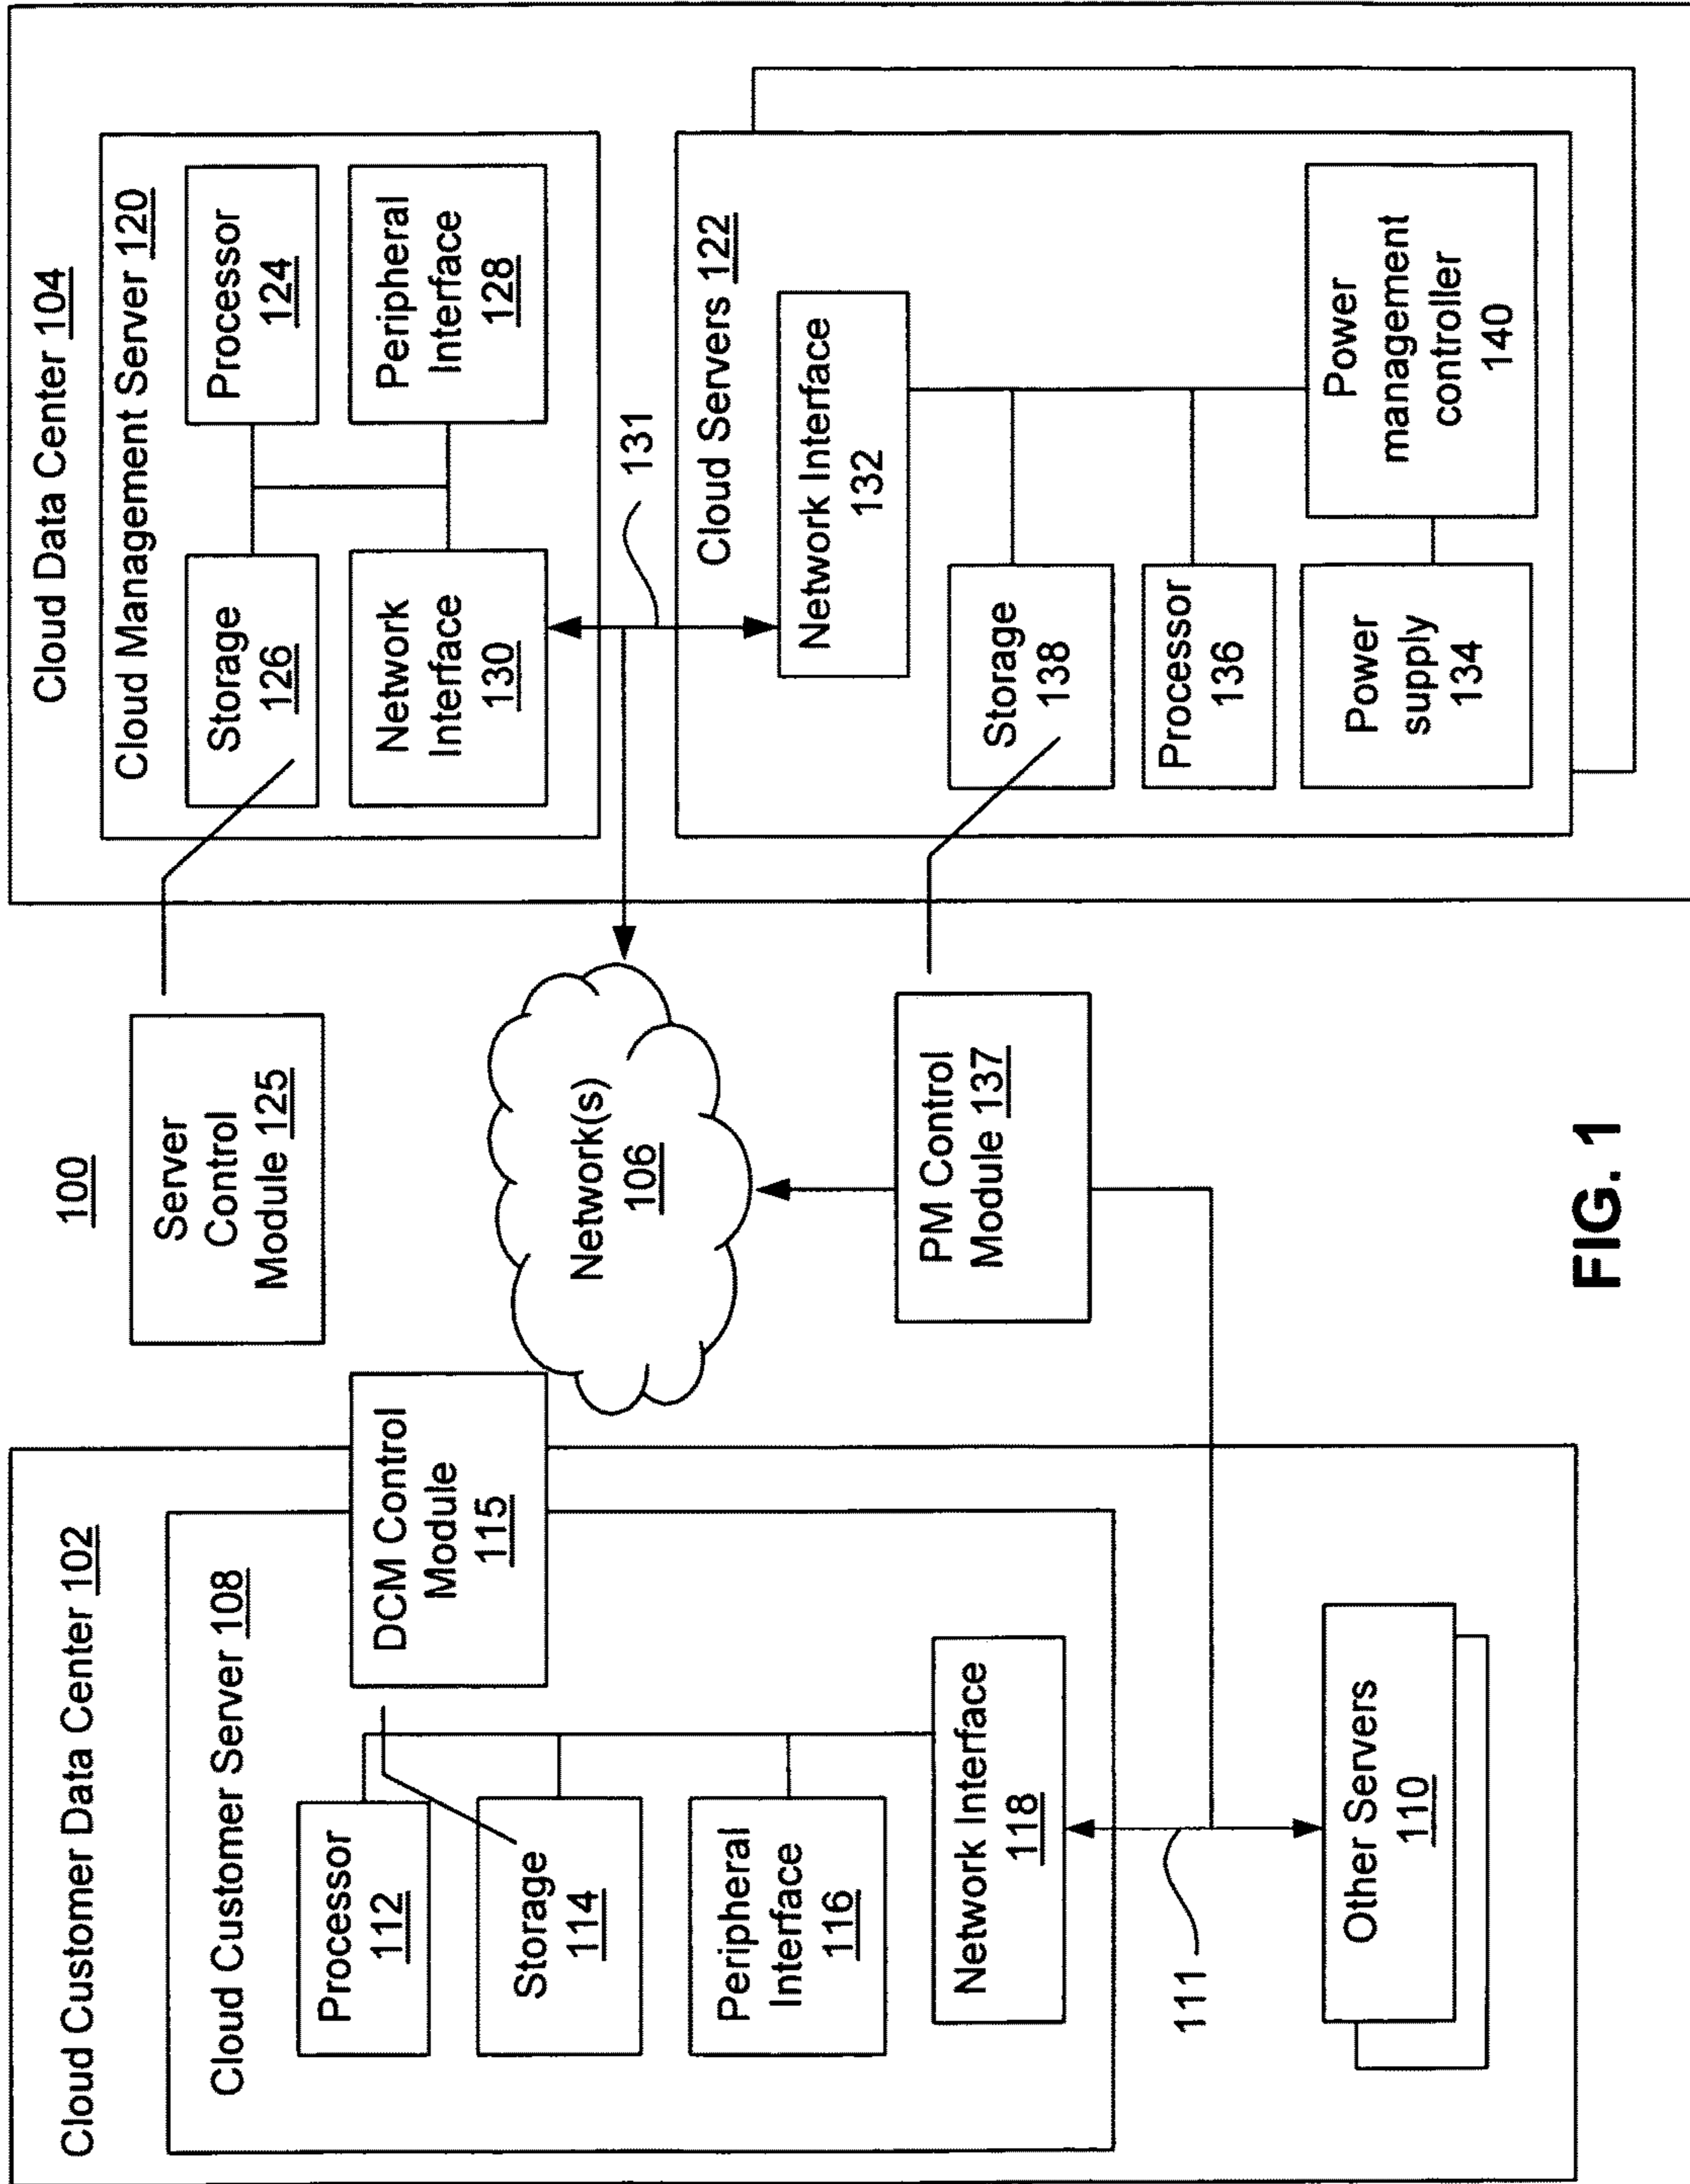 100
Cloud Customer Data Center 102
Cloud Customer Server 108
Processor
112
Storage
114
Peripheral
Interface
116
Network Interface
118
DCM Control
Module
115
111
Other Servers
110
Server
Control
Module 125
Network(s)
106
PM Control
Module 137
Cloud Data Center 104
Cloud Management Server 120
Storage
126
Processor
124
Network
Interface
130
Peripheral
Interface
128
131
Cloud Servers 122
Network Interface
132
Storage
138
Processor
136
Power
supply
134
Power
management
controller
140
FIG. 1